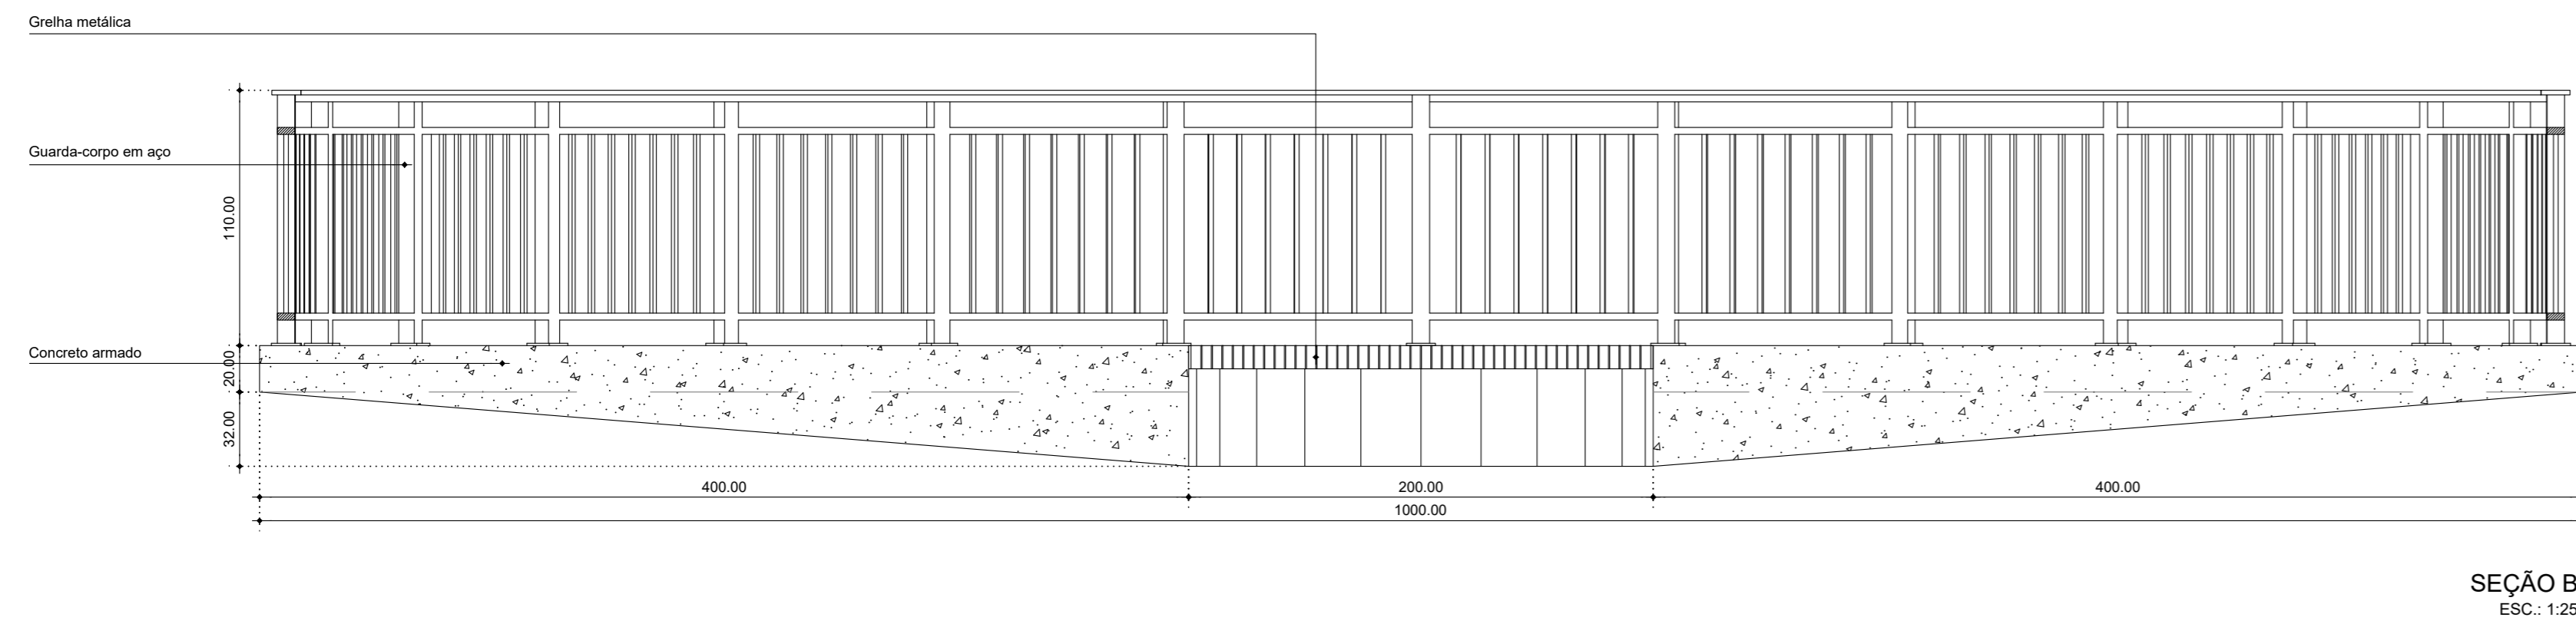 Grelha metálica
Guarda-corpo em aço
110.00
Concreto armado
20.00
32.00
400.00
200.00
400.00
1000.00
SEÇÃO B
ESC.: 1:25